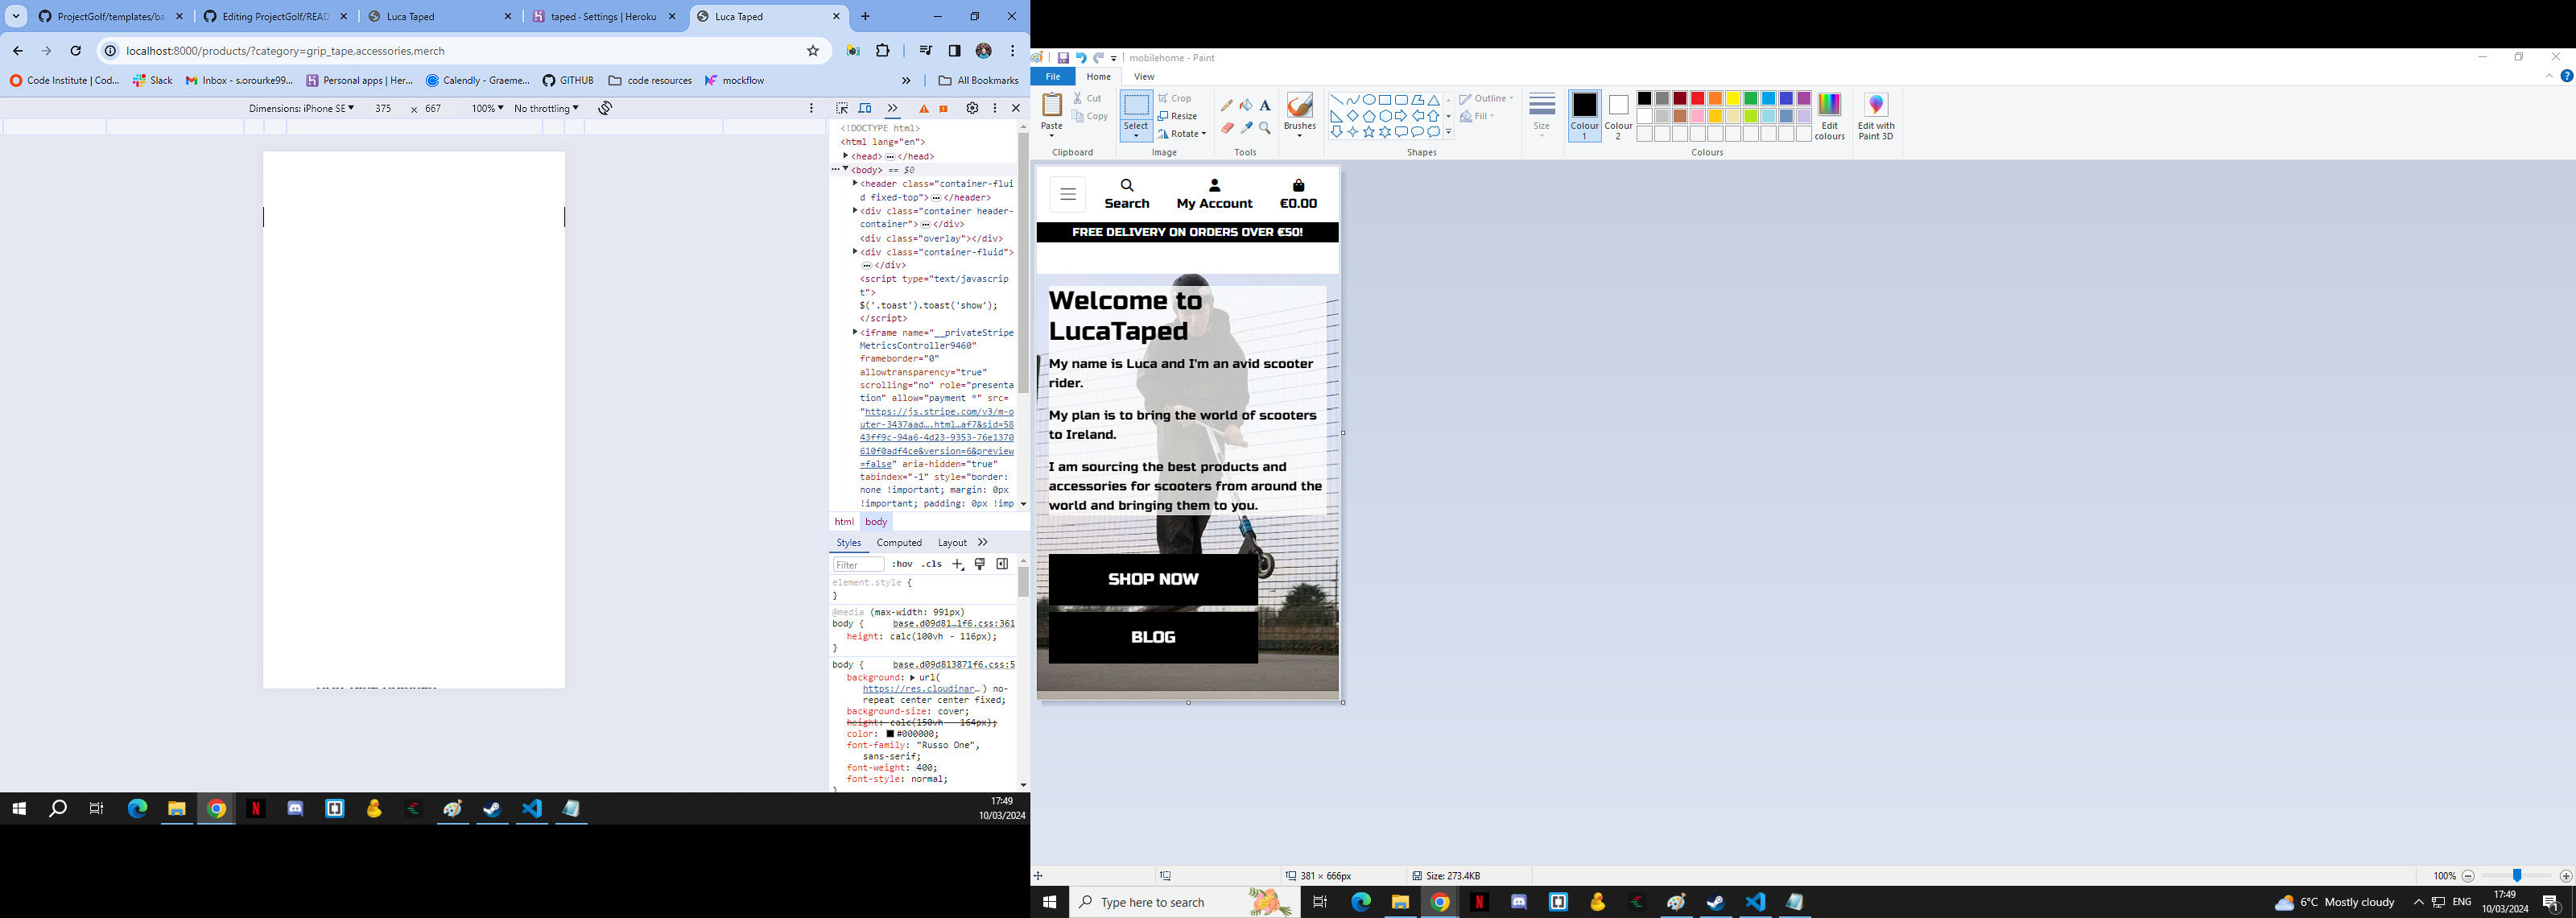 ProjectGolf/templates/ba
Editing ProjectGolf/READ
Luca Taped
taped · Settings | Heroku
Luca Taped
localhost:8000/products/?category=grip_tape,accessories,merch
Code Institute | Cod...
Slack
Inbox - s.orourke99...
Personal apps | Her...
Calendly - Graeme...
GITHUB
code resources
mockflow
»
All Bookmarks
Dimensions: iPhone SE ▼
375
×
667
100% ▼
No throttling ▼
<!DOCTYPE html>
<html lang="en">
<head> ••• </head>
••• <body> == $0
<header class="container-flui
d fixed-top"> ••• </header>
<div class="container header-
container"> ••• </div>
<div class="overlay"></div>
<div class="container-fluid">
••• </div>
<script type="text/javascrip
t">
$('.toast').toast('show');
</script>
<iframe name="__privateStripe
MetricsController9460"
frameborder="0"
allowtransparency="true"
scrolling="no" role="presenta
tion" allow="payment *" src=
"https://js.stripe.com/v3/m-o
uter-3437aad….html…af7&sid=58
43ff9c-94a6-4d23-9353-76e1370
610f0adf4ce&version=6&preview
=false" aria-hidden="true"
tabindex="-1" style="border:
none !important; margin: 0px
!important; padding: 0px !imp
html
body
Styles
Computed
Layout
»
Filter
:hov
.cls
element.style {
}
@media (max-width: 991px)
body {
base.d09d81…1f6.css:361
height: calc(100vh - 116px);
}
body {
base.d09d813871f6.css:5
background: ▶ url(
https://res.cloudinar…) no-
repeat center center fixed;
background-size: cover;
height: calc(150vh - 164px);
color: #000000;
font-family: "Russo One",
sans-serif;
font-weight: 400;
font-style: normal;
}
17:49
10/03/2024
mobilehome - Paint
File
Home
View
Paste
Cut
Copy
Clipboard
Select
Crop
Resize
Rotate
Image
Tools
Brushes
Outline
Fill
Shapes
Size
Colour
1
Colour
2
Edit
colours
Edit with
Paint 3D
Colours
Search
My Account
€0.00
FREE DELIVERY ON ORDERS OVER €50!
Welcome to
LucaTaped
My name is Luca and I'm an avid scooter
rider.
My plan is to bring the world of scooters
to Ireland.
I am sourcing the best products and
accessories for scooters from around the
world and bringing them to you.
SHOP NOW
BLOG
381 × 666px
Size: 273.4KB
100%
Type here to search
6°C Mostly cloudy
ENG
17:49
10/03/2024
1